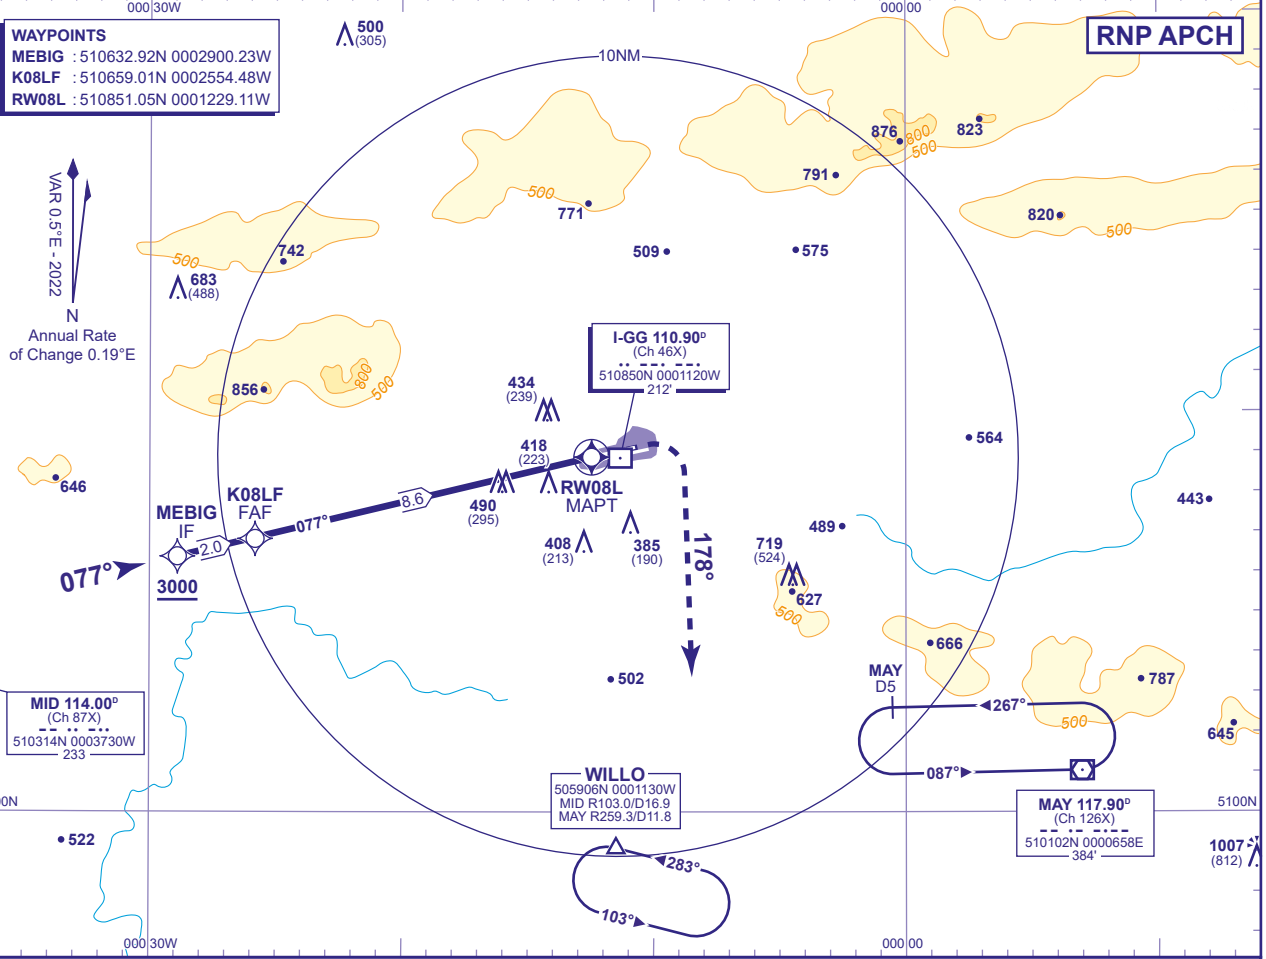 000 30W
000 00
WAYPOINTS
MEBIG : 510632.92N 0002900.23W
K08LF : 510659.01N 0002554.48W
RW08L : 510851.05N 0001229.11W
500
(305)
10NM
RNP APCH
876
800
500
823
791
VAR 0.5°E - 2022
N
Annual Rate
of Change 0.19°E
500
771
820
500
742
500
683
(488)
509
575
I-GG 110.90ᴰ
(Ch 46X)
·· -·- --·
510850N 0001120W
212'
856
800
500
434
(239)
418
(223)
564
646
K08LF
FAF
MEBIG
IF
8.6
077°
2.0
077°
3000
490
(295)
RW08L
MAPT
408
(213)
385
(190)
178°
443
489
719
(524)
627
500
666
502
MAY
D5
787
500
645
267°
087°
MID 114.00ᴰ
(Ch 87X)
-- ·· -··
510314N 0003730W
233
WILLO
505906N 0001130W
MID R103.0/D16.9
MAY R259.3/D11.8
MAY 117.90ᴰ
(Ch 126X)
-- ·- -·--
510102N 0000658E
384'
0N
5100N
522
1007
(812)
283°
103°
000 30W
000 00